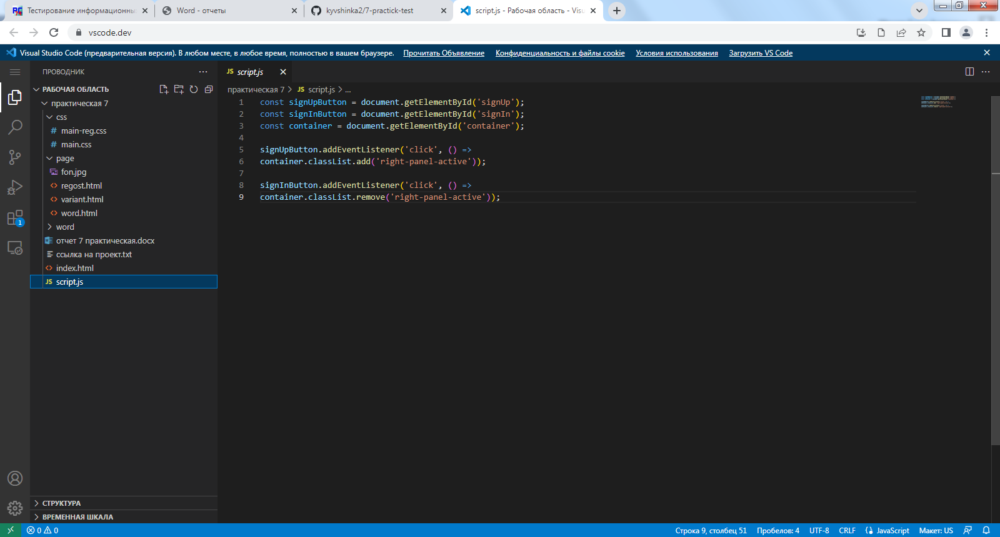 Тестирование информационны
Word - отчеты
kyvshinka2/7-practick-test
script.js - Рабочая область - Visu
vscode.dev
Visual Studio Code (предварительная версия). В любом месте, в любое время, полностью в вашем браузере.
Прочитать Объявление
Конфиденциальность и файлы cookie
Условия использования
Загрузить VS Code
ПРОВОДНИК
РАБОЧАЯ ОБЛАСТЬ
практическая 7
css
# main-reg.css
# main.css
page
fon.jpg
<> regost.html
<> variant.html
<> word.html
word
отчет 7 практическая.docx
ссылка на проект.txt
<> index.html
JS script.js
СТРУКТУРА
ВРЕМЕННАЯ ШКАЛА
JS script.js
практическая 7 > JS script.js > ...
1 const signUpButton = document.getElementById('signUp');
2 const signInButton = document.getElementById('signIn');
3 const container = document.getElementById('container');
4
5 signUpButton.addEventListener('click', () =>
6 container.classList.add('right-panel-active'));
7
8 signInButton.addEventListener('click', () =>
9 container.classList.remove('right-panel-active'));
1
0 0
Строка 9, столбец 51
Пробелов: 4
UTF-8
CRLF
JavaScript
Макет: US